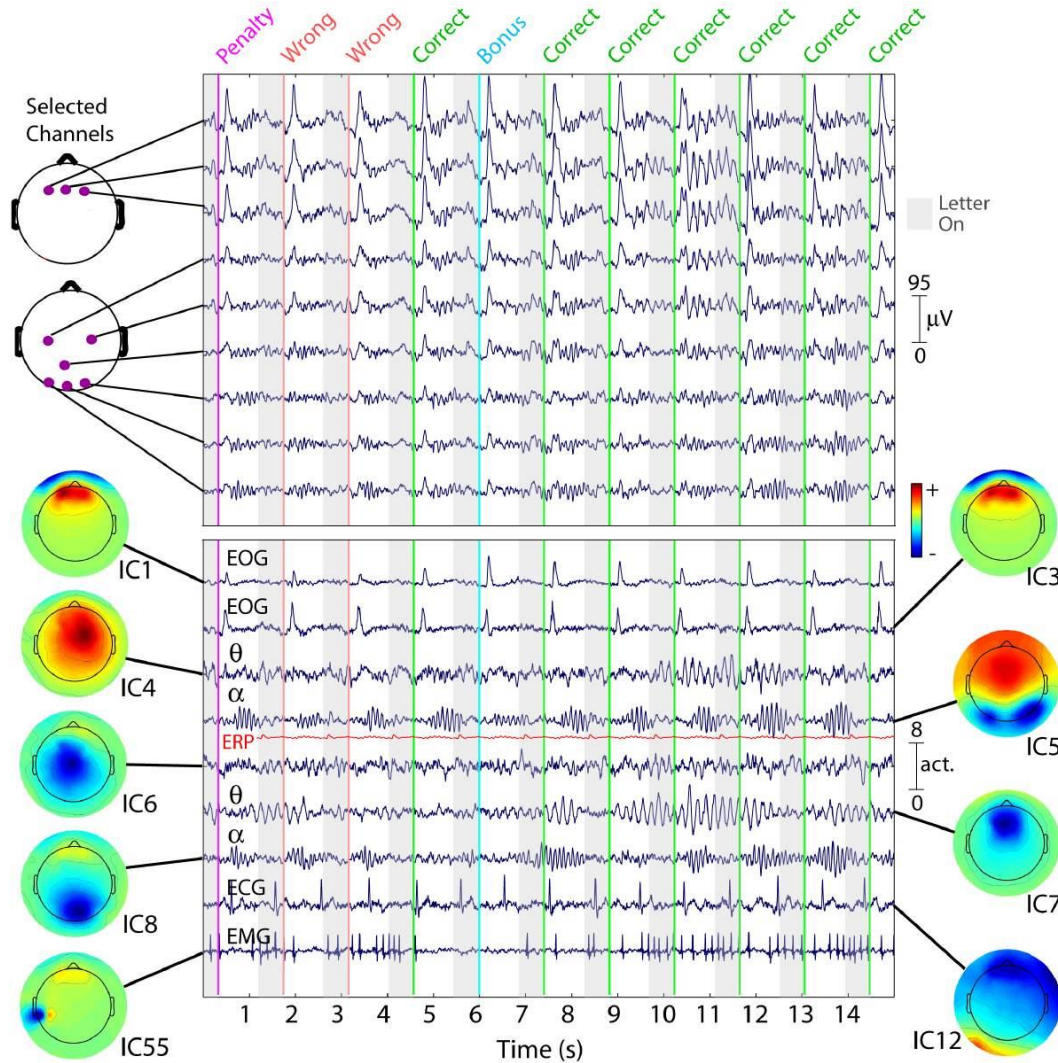 Penalty Wrong Wrong Correct Bonus Correct Correct Correct Correct Correct Correct
Selected
Channels
Letter
On
95
μV
0
+
-
EOG
IC1
IC3
EOG
θ
IC4
α
8
ERP
IC5
act.
IC6
0
θ
α
IC8
IC7
ECG
EMG
IC55
IC12
1 2 3 4 5 6 7 8 9 10 11 12 13 14
Time (s)